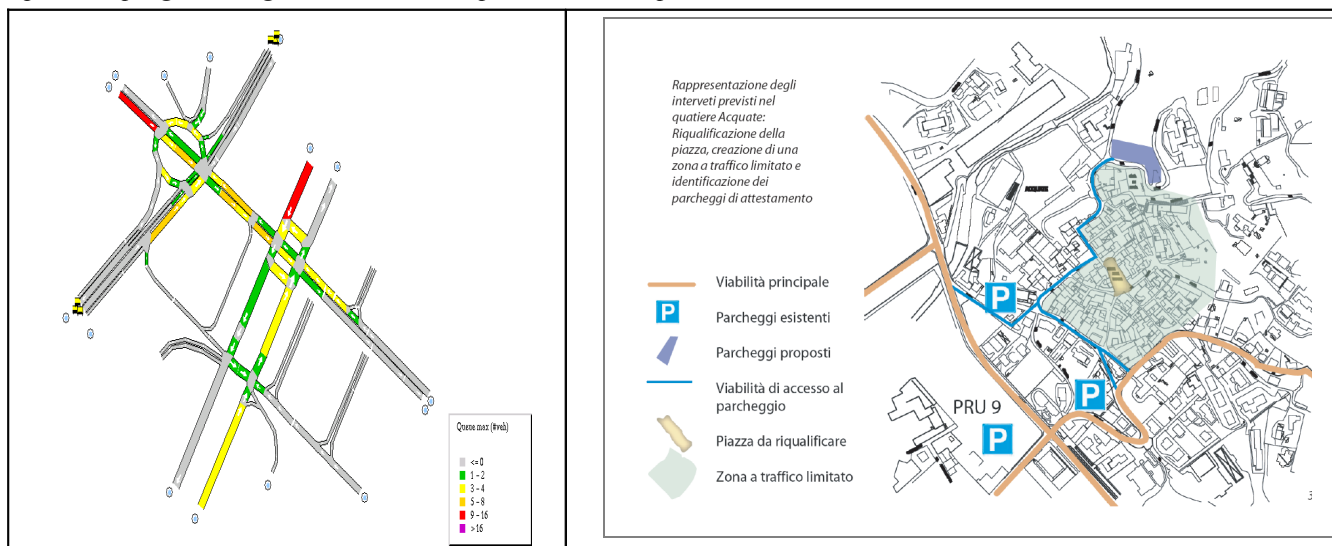 Queue max (#veh)
<= 0
1 - 2
3 - 4
5 - 8
9 - 16
> 16
Rappresentazione degli
interveti previsti nel
quatiere Acquate:
Riqualificazione della
piazza, creazione di una
zona a traffico limitato e
identificazione dei
parcheggi di attestamento
Viabilità principale
P
Parcheggi esistenti
Parcheggi proposti
Viabilità di accesso al
parcheggio
Piazza da riqualificare
Zona a traffico limitato
ACQUATE
P
P
PRU 9
P
3